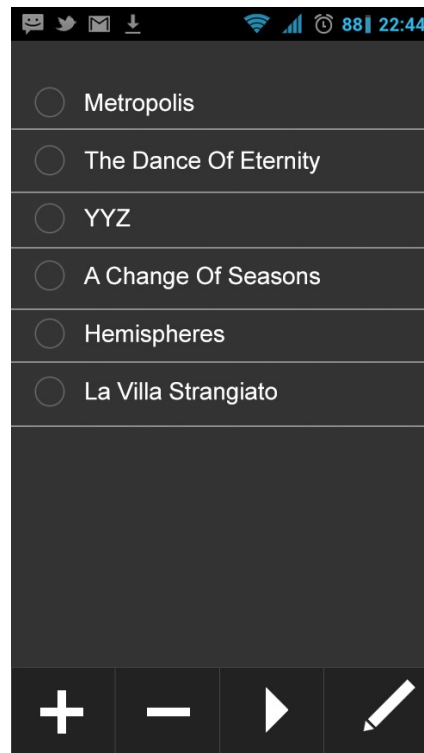 88 22:44
Metropolis
The Dance Of Eternity
YYZ
A Change Of Seasons
Hemispheres
La Villa Strangiato